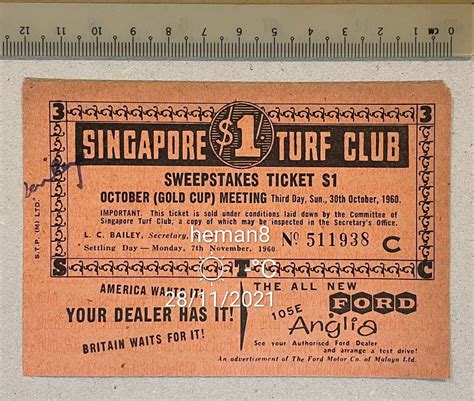 12 11 10 9 8 7 6 5 4 3 2 1 0 CM
3 3
SINGAPORE $1 TURF CLUB
SWEEPSTAKES TICKET $1
OCTOBER (GOLD CUP) MEETING Third Day, Sun., 30th October, 1960.
IMPORTANT. This ticket is sold under conditions laid down by the Committee of
Singapore Turf Club, a copy of which may be inspected in the Secretary's Office.
L. C. BAILEY, Secretary,
heman8
Nº 511938 C
Settling Day — Monday, 7th November, 1960.
S T C
S.T.P. (M) LTD.
°C
28/11/2021
AMERICA WANTS IT
YOUR DEALER HAS IT!
BRITAIN WAITS FOR IT!
THE ALL NEW
FORD
105E Anglia
See your Authorised Ford Dealer
and arrange a test drive!
An advertisement of The Ford Motor Co. of Malaya Ltd.